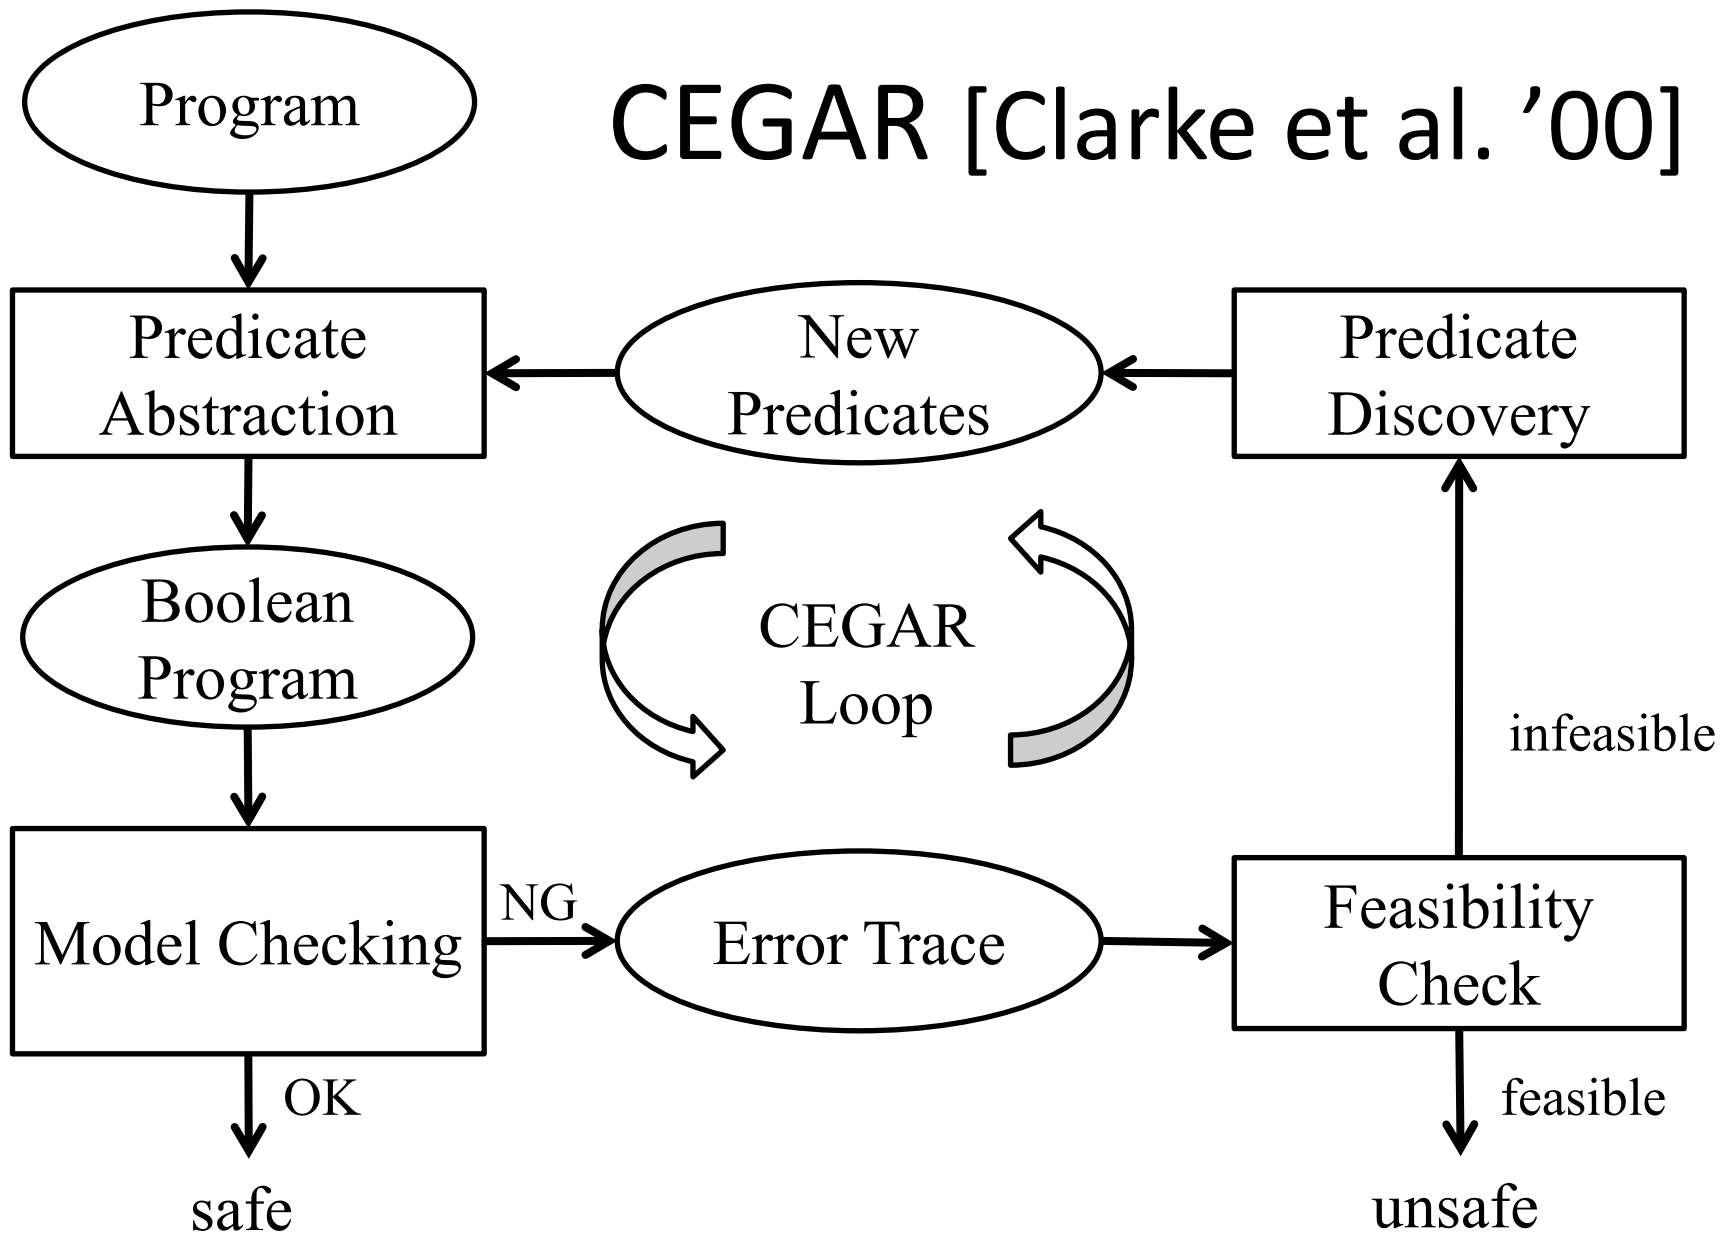 Program
CEGAR [Clarke et al. ’00]
Predicate
Abstraction
New
Predicates
Predicate
Discovery
Boolean
Program
CEGAR
Loop
infeasible
Model Checking
NG
Error Trace
Feasibility
Check
OK
feasible
safe
unsafe